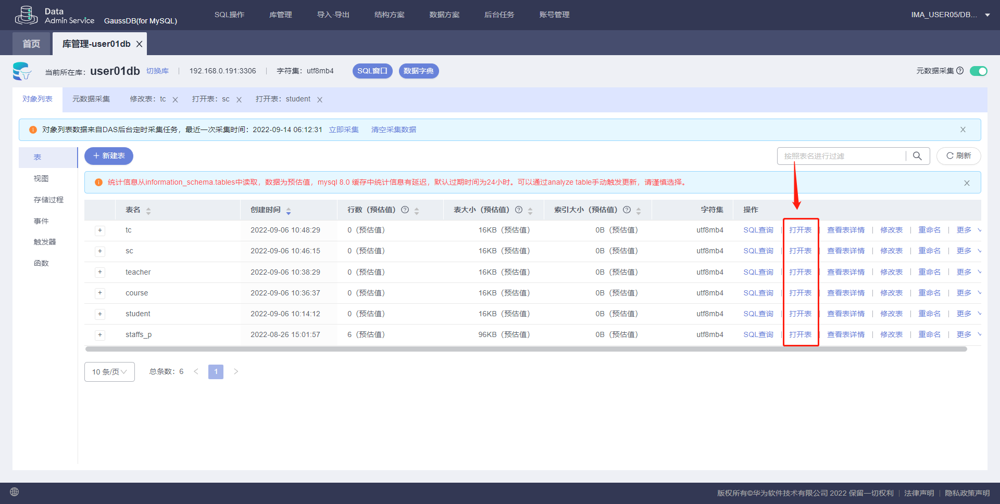 Data
Admin Service
GaussDB(for MySQL)
SQL操作 库管理 导入·导出 结构方案 数据方案 后台任务 账号管理
IMA_USER05/DB...
首页 库管理-user01db
当前所在库： user01db 切换库 | 192.168.0.191:3306 | 字符集：utf8mb4 SQL窗口 数据字典
元数据采集
对象列表 元数据采集 修改表：tc 打开表：sc 打开表：student
对象列表数据来自DAS后台定时采集任务，最近一次采集时间：2022-09-14 06:12:31 立即采集 清空采集数据
表
视图
存储过程
事件
触发器
函数
+ 新建表
按照表名进行过滤
刷新
统计信息从information_schema.tables中读取，数据为预估值，mysql 8.0 缓存中统计信息有延迟，默认过期时间为24小时。可以通过analyze table手动触发更新，请谨慎选择。
表名 创建时间 行数（预估值） 表大小（预估值） 索引大小（预估值） 字符集 操作
+ tc 2022-09-06 10:48:29 0（预估值） 16KB（预估值） 0B（预估值） utf8mb4 SQL查询 | 打开表 | 查看表详情 | 修改表 | 重命名 | 更多
+ sc 2022-09-06 10:46:15 0（预估值） 16KB（预估值） 0B（预估值） utf8mb4 SQL查询 | 打开表 | 查看表详情 | 修改表 | 重命名 | 更多
+ teacher 2022-09-06 10:38:29 0（预估值） 16KB（预估值） 0B（预估值） utf8mb4 SQL查询 | 打开表 | 查看表详情 | 修改表 | 重命名 | 更多
+ course 2022-09-06 10:36:37 0（预估值） 16KB（预估值） 0B（预估值） utf8mb4 SQL查询 | 打开表 | 查看表详情 | 修改表 | 重命名 | 更多
+ student 2022-09-06 10:14:12 0（预估值） 16KB（预估值） 0B（预估值） utf8mb4 SQL查询 | 打开表 | 查看表详情 | 修改表 | 重命名 | 更多
+ staffs_p 2022-08-26 15:01:57 6（预估值） 96KB（预估值） 0B（预估值） utf8mb4 SQL查询 | 打开表 | 查看表详情 | 修改表 | 重命名 | 更多
10 条/页 总条数：6 < 1 >
版权所有©华为软件技术有限公司 2022 保留一切权利 | 法律声明 | 隐私政策声明